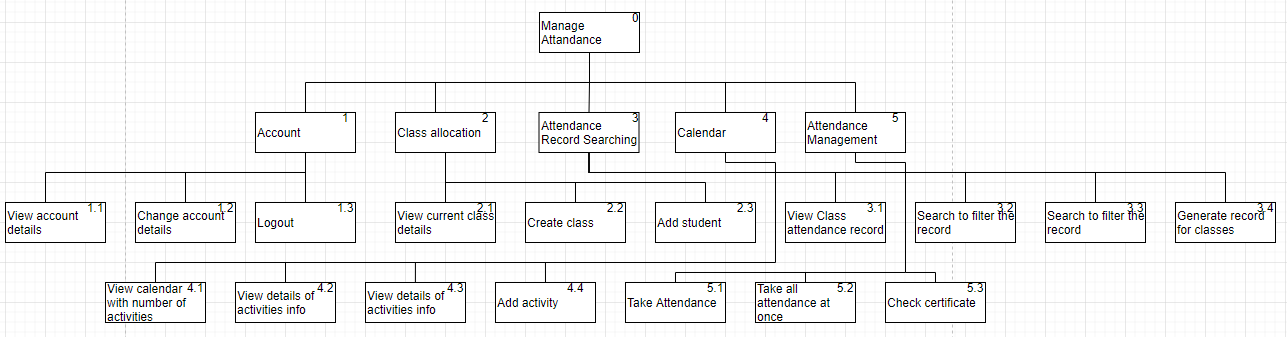 0
Manage
Attandance
1
Account
2
Class allocation
3
Attendance
Record Searching
4
Calendar
5
Attendance
Management
1.1
View account
details
1.2
Change account
details
1.3
Logout
2.1
View current class
details
2.2
Create class
2.3
Add student
3.1
View Class
attendance record
3.2
Search to filter the
record
3.3
Search to filter the
record
3.4
Generate record
for classes
4.1
View calendar
with number of
activities
4.2
View details of
activities info
4.3
View details of
activities info
4.4
Add activity
5.1
Take Attendance
5.2
Take all
attendance at
once
5.3
Check certificate